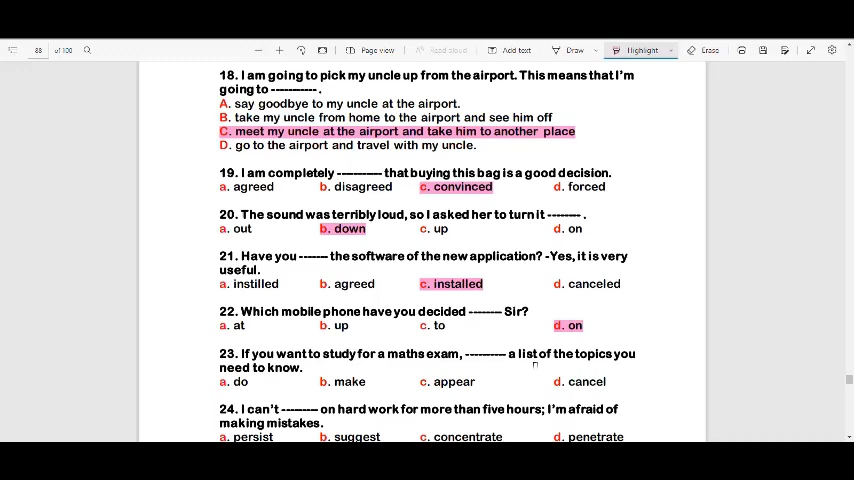 88 of 100 Page view Read aloud Add text Draw Highlight Erase
18. I am going to pick my uncle up from the airport. This means that I'm
going to ----------- .
A. say goodbye to my uncle at the airport.
B. take my uncle from home to the airport and see him off
C. meet my uncle at the airport and take him to another place
D. go to the airport and travel with my uncle.
19. I am completely ---------- that buying this bag is a good decision.
a. agreed b. disagreed c. convinced d. forced
20. The sound was terribly loud, so I asked her to turn it -------- .
a. out b. down c. up d. on
21. Have you ------- the software of the new application? -Yes, it is very
useful.
a. instilled b. agreed c. installed d. canceled
22. Which mobile phone have you decided -------- Sir?
a. at b. up c. to d. on
23. If you want to study for a maths exam, ---------- a list of the topics you
need to know.
a. do b. make c. appear d. cancel
24. I can't --------- on hard work for more than five hours; I'm afraid of
making mistakes.
a. persist b. suggest c. concentrate d. penetrate